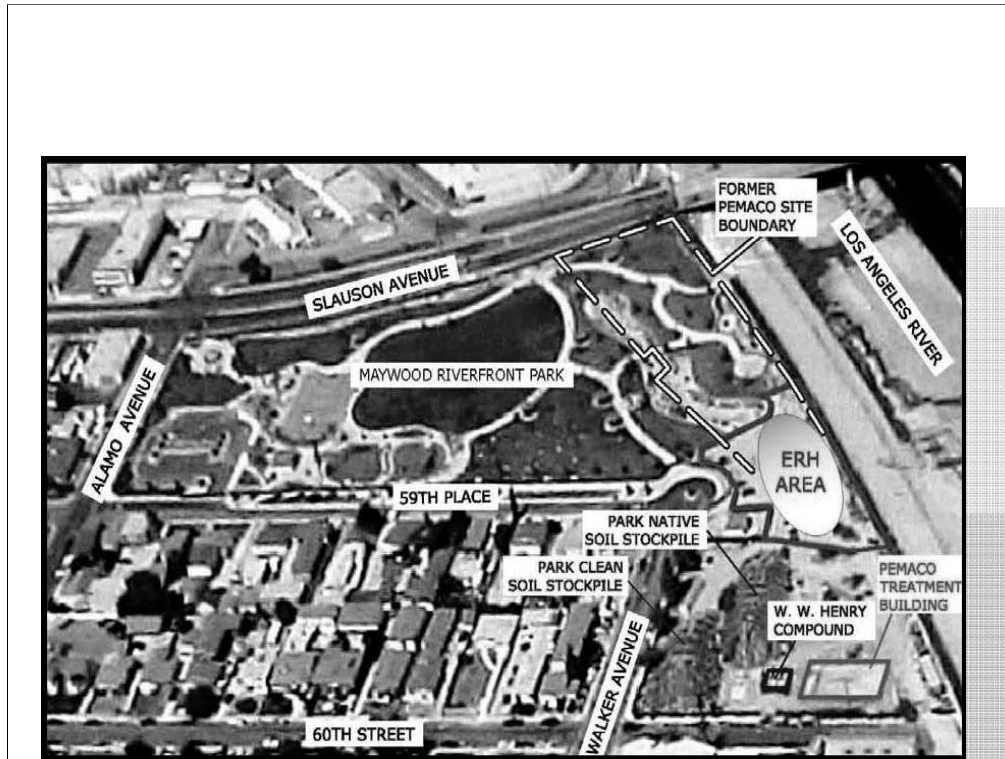 FORMER
PEMACO SITE
BOUNDARY
LOS ANGELES RIVER
SLAUSON AVENUE
MAYWOOD RIVERFRONT PARK
ALAMO AVENUE
ERH
AREA
59TH PLACE
PARK NATIVE
SOIL STOCKPILE
PARK CLEAN
SOIL STOCKPILE
PEMACO
TREATMENT
BUILDING
W. W. HENRY
COMPOUND
WALKER AVENUE
60TH STREET